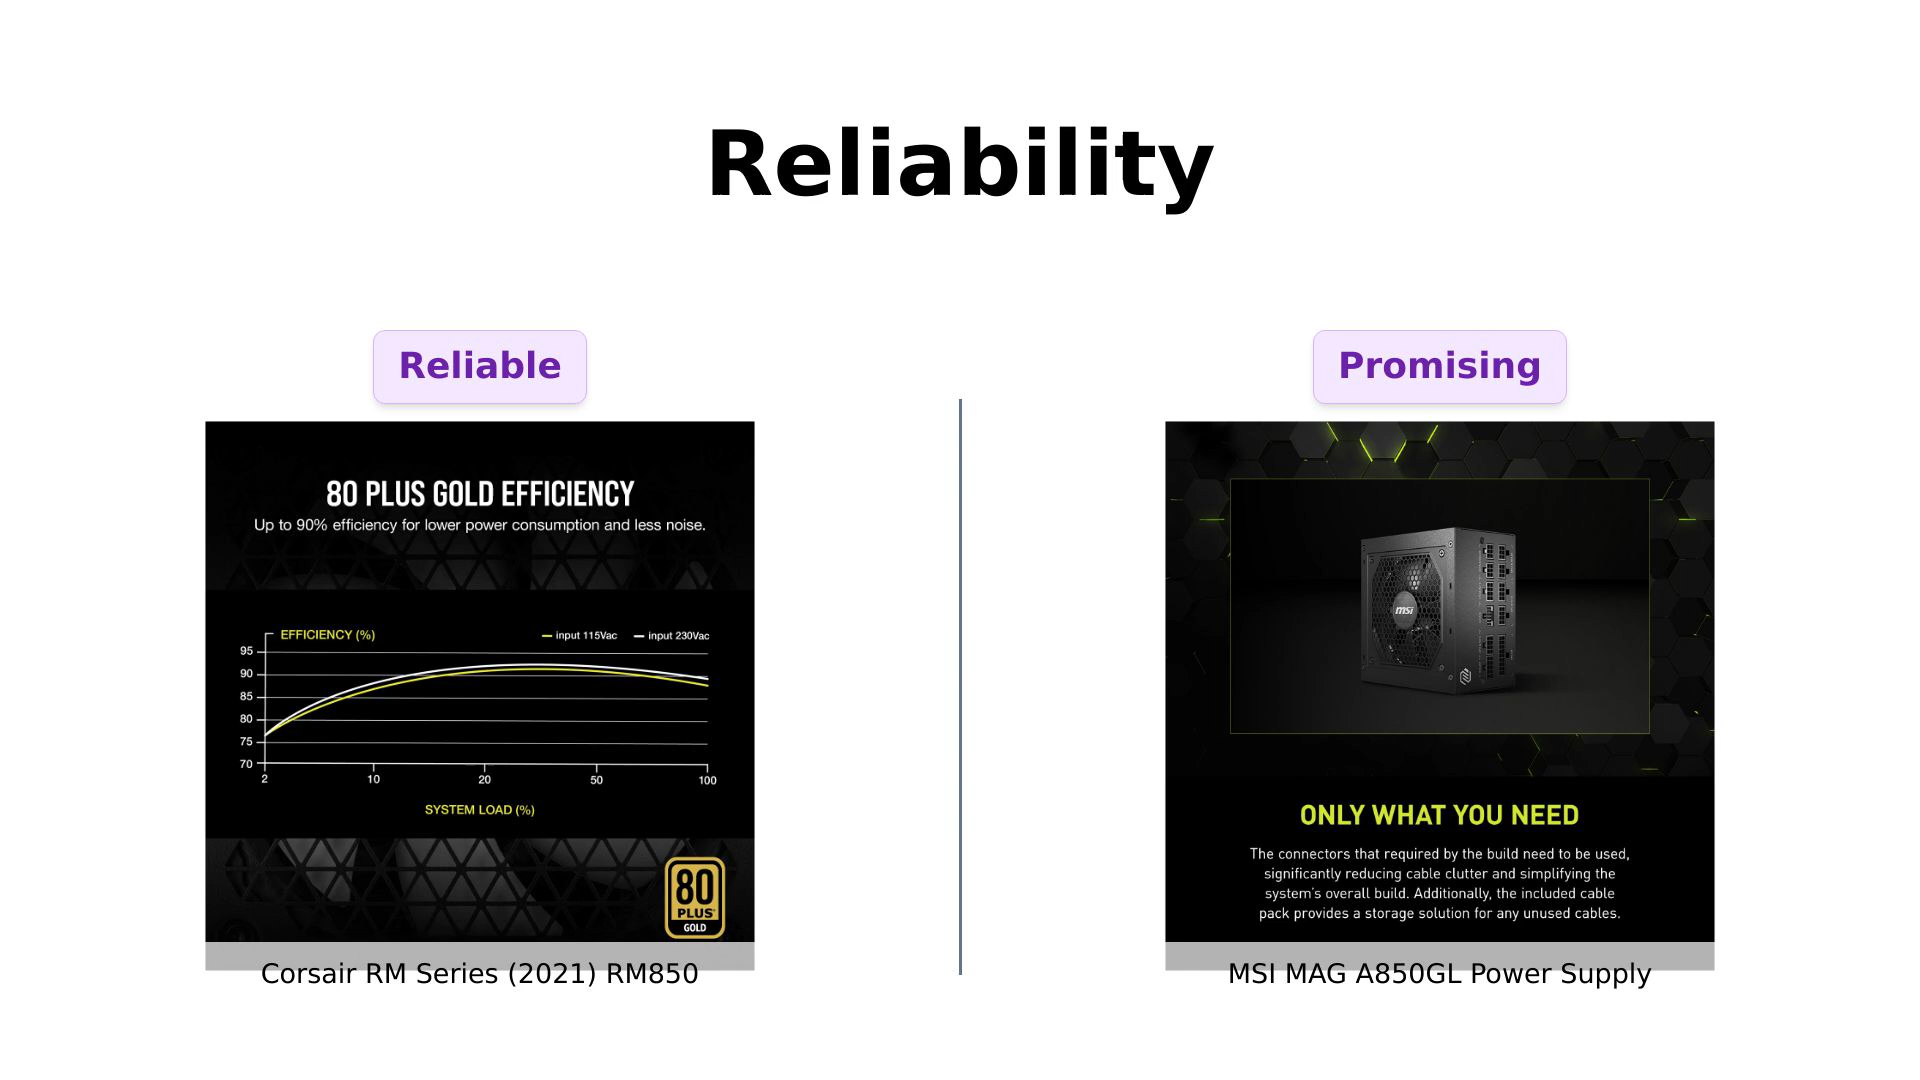 Reliability
Reliable
Promising
80 PLUS GOLD EFFICIENCY
Up to 90% efficiency for lower power consumption and less noise.
EFFICIENCY (%)
input 115Vac
input 230Vac
95
90
85
80
75
70
2
10
20
50
100
SYSTEM LOAD (%)
80
PLUS
GOLD
Corsair RM Series (2021) RM850
msi
ONLY WHAT YOU NEED
The connectors that required by the build need to be used,
significantly reducing cable clutter and simplifying the
system's overall build. Additionally, the included cable
pack provides a storage solution for any unused cables.
MSI MAG A850GL Power Supply